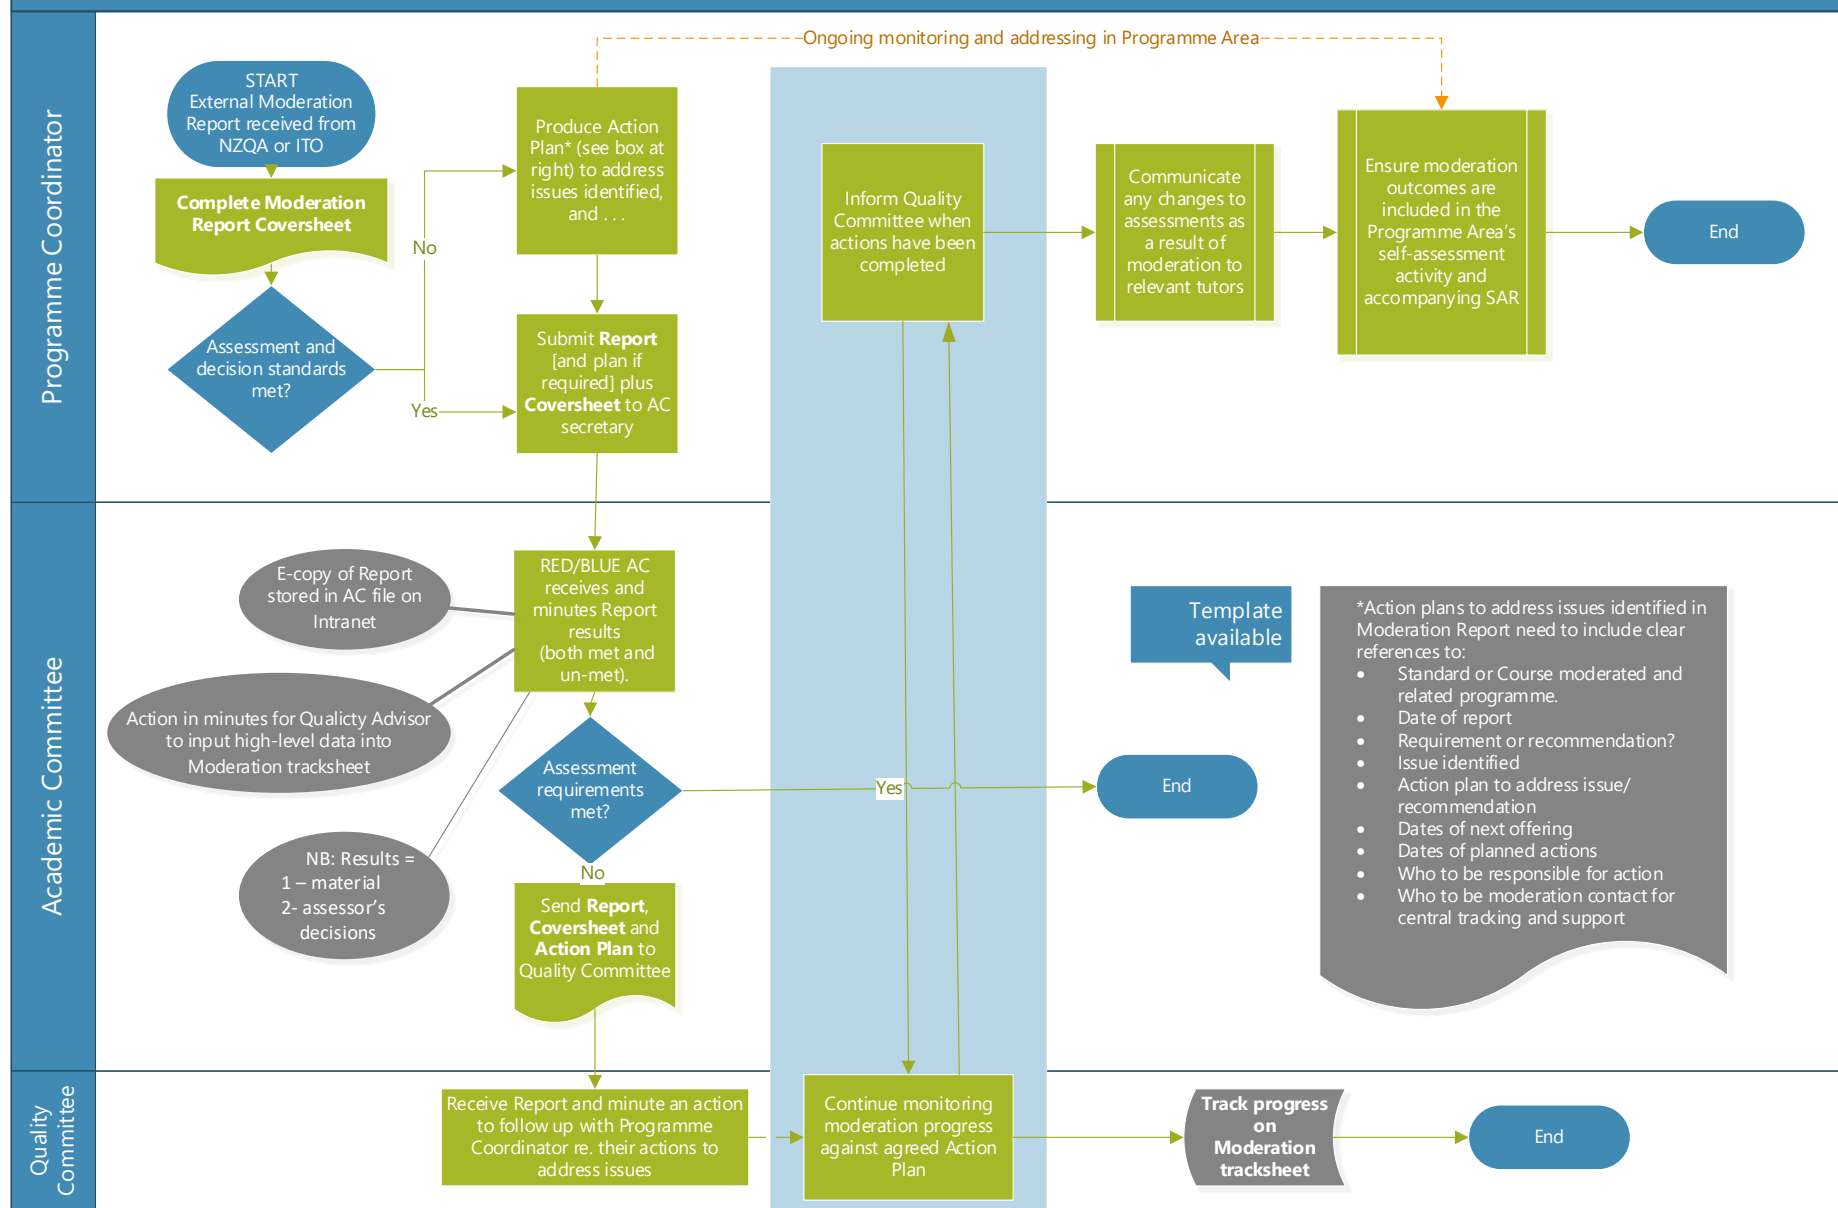 Programme Coordinator
START
External Moderation
Report received from
NZQA or ITO
Complete Moderation
Report Coversheet
Assessment and
decision standards
met?
No
Yes
Ongoing monitoring and addressing in Programme Area
Produce Action
Plan* (see box at
right) to address
issues identified,
and . . .
Submit Report
[and plan if
required] plus
Coversheet to AC
secretary
Inform Quality
Committee when
actions have been
completed
Communicate
any changes to
assessments as
a result of
moderation to
relevant tutors
Ensure moderation
outcomes are
included in the
Programme Area’s
self-assessment
activity and
accompanying SAR
End
Academic Committee
E-copy of Report
stored in AC file on
Intranet
Action in minutes for Qualicty Advisor
to input high-level data into
Moderation tracksheet
NB: Results =
1 – material
2- assessor’s
decisions
RED/BLUE AC
receives and
minutes Report
results
(both met and
un-met).
Assessment
requirements
met?
Yes
End
No
Send Report,
Coversheet and
Action Plan to
Quality Committee
Template
available
*Action plans to address issues identified in
Moderation Report need to include clear
references to:
• Standard or Course moderated and
related programme.
• Date of report
• Requirement or recommendation?
• Issue identified
• Action plan to address issue/
recommendation
• Dates of next offering
• Dates of planned actions
• Who to be responsible for action
• Who to be moderation contact for
central tracking and support
Quality
Committee
Receive Report and minute an action
to follow up with Programme
Coordinator re. their actions to
address issues
Continue monitoring
moderation progress
against agreed Action
Plan
Track progress
on
Moderation
tracksheet
End